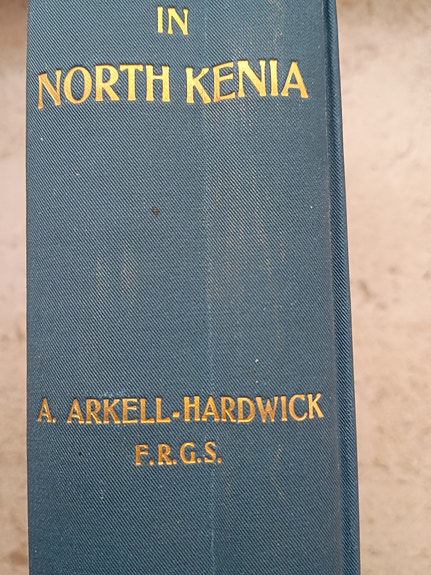 IN
NORTH KENIA
A. ARKELL-HARDWICK
F.R.G.S.